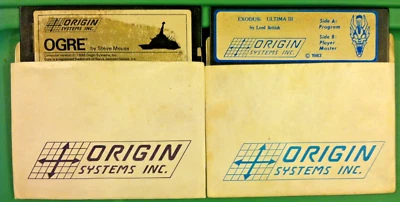 ORIGIN
SYSTEMS INC.
OGRE
by Steve Meuse
EXODUS: ULTIMA III
by Lord British
ORIGIN
SYSTEMS INC.
Side A:
Program
Side B:
Player
Master
© 1983
ORIGIN
SYSTEMS INC.
ORIGIN
SYSTEMS INC.